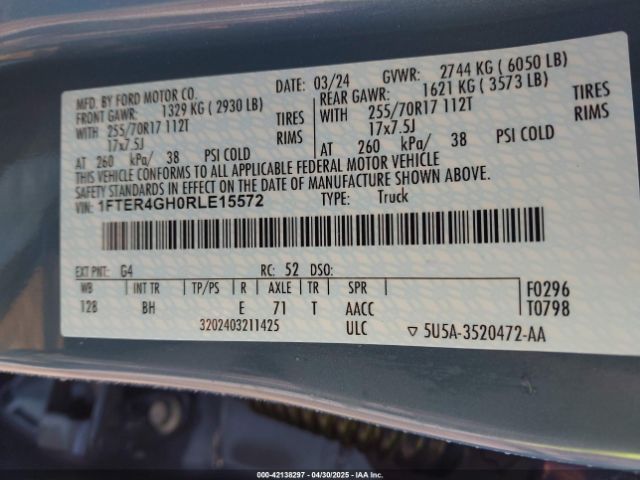 MFD. BY FORD MOTOR CO.
DATE: 03/24 GVWR: 2744 KG ( 6050 LB)
FRONT GAWR: 1329 KG ( 2930 LB) REAR GAWR: 1621 KG ( 3573 LB)
WITH 255/70R17 112T TIRES WITH 255/70R17 112T TIRES
17x7.5J RIMS 17x7.5J RIMS
AT 260 kPa/ 38 PSI COLD AT 260 kPa/ 38 PSI COLD
THIS VEHICLE CONFORMS TO ALL APPLICABLE FEDERAL MOTOR VEHICLE
SAFETY STANDARDS IN EFFECT ON THE DATE OF MANUFACTURE SHOWN ABOVE.
VIN: 1FTER4GH0RLE15572 TYPE: Truck
EXT PNT: G4 RC: 52 DSO:
WB INT TR TP/PS R AXLE TR SPR F0296
128 BH E 71 T AACC T0798
3202403211425 ULC ▽ 5U5A-3520472-AA
000-42138297 - 04/30/2025 - IAA, Inc.